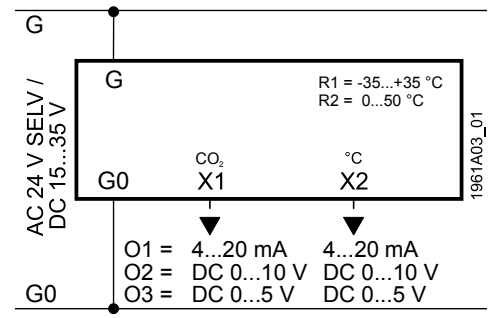 G
AC 24 V SELV /
DC 15...35 V
G
R1 = -35...+35 °C
R2 = 0...50 °C
CO₂
°C
G0
X1
X2
1961A03_01
O1 = 4...20 mA 4...20 mA
O2 = DC 0...10 V DC 0...10 V
O3 = DC 0...5 V DC 0...5 V
G0